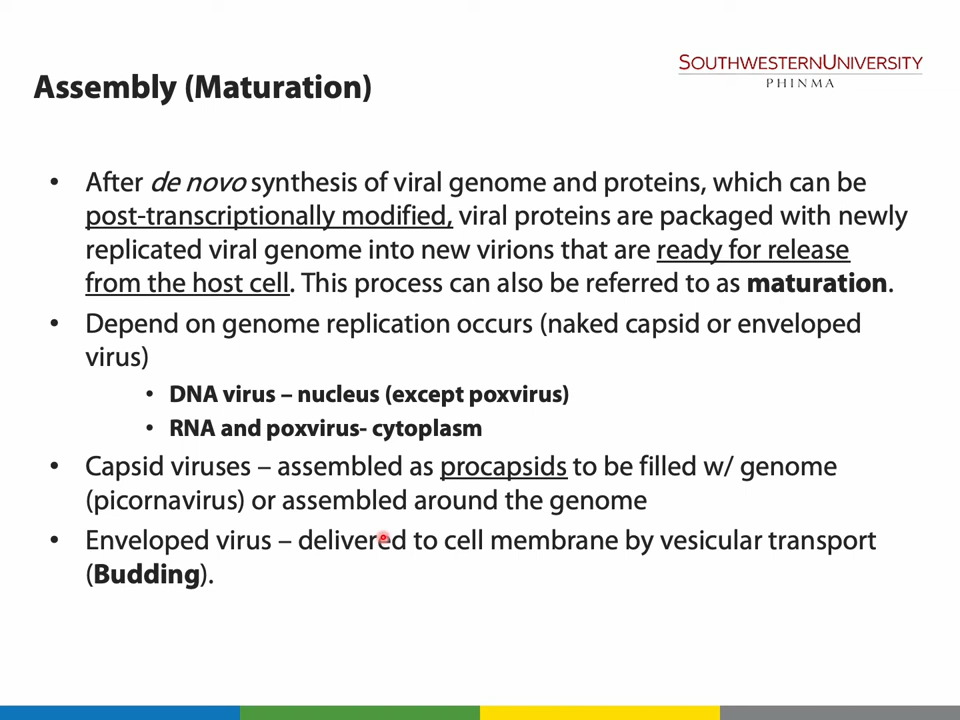 SOUTHWESTERNUNIVERSITY
PHINMA
Assembly (Maturation)
• After de novo synthesis of viral genome and proteins, which can be
post-transcriptionally modified, viral proteins are packaged with newly
replicated viral genome into new virions that are ready for release
from the host cell. This process can also be referred to as maturation.
• Depend on genome replication occurs (naked capsid or enveloped
virus)
• DNA virus – nucleus (except poxvirus)
• RNA and poxvirus- cytoplasm
• Capsid viruses – assembled as procapsids to be filled w/ genome
(picornavirus) or assembled around the genome
• Enveloped virus – delivered to cell membrane by vesicular transport
(Budding).